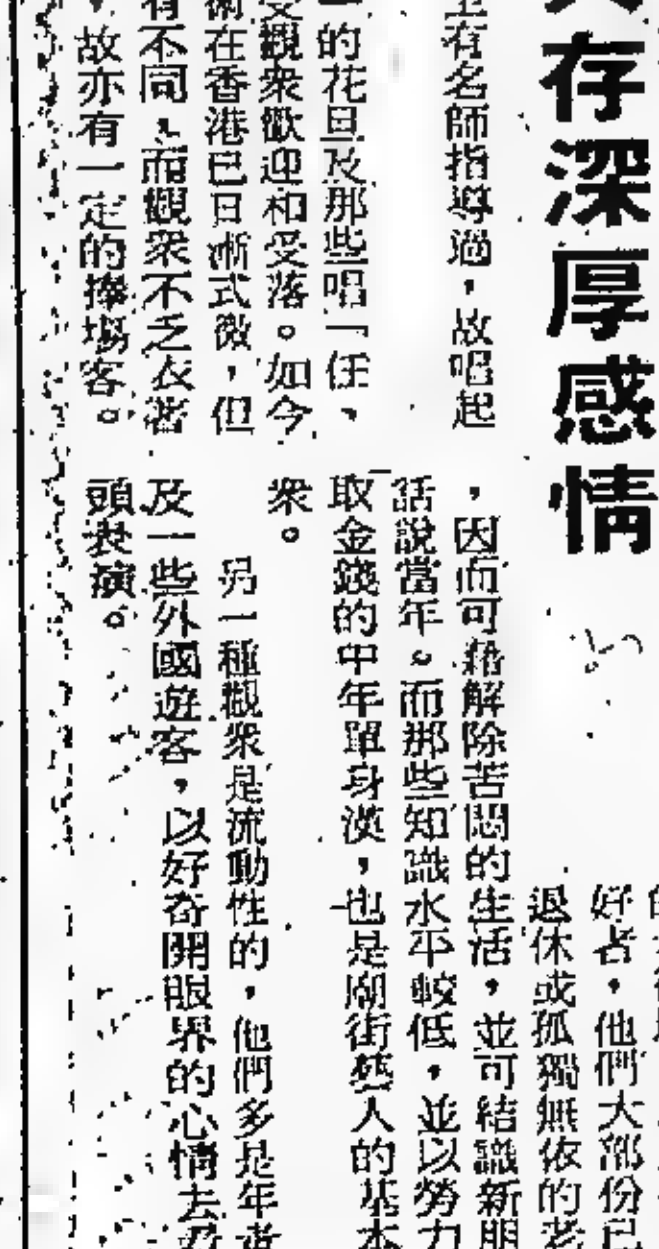 存深厚感情
有名師指導過，故唱起
的花旦及那些唱「任、
受觀衆歡迎和受落。如今
術在香港已日漸式微，但
有不同，而觀衆不乏衣著
，故亦有一定的捧塲客。
好者，他們大部份已
退休或孤獨無依的老
，因而可藉解除苦悶的生活，並可結識新朋
話說當年。而那些知識水平較低，並以勞力
取金錢的中年單身漢，也是廟街藝人的基本
衆。
另一種觀衆是流動性的，他們多是年靑
及一些外國遊客，以好奇開眼界的心情去看
頭表演。